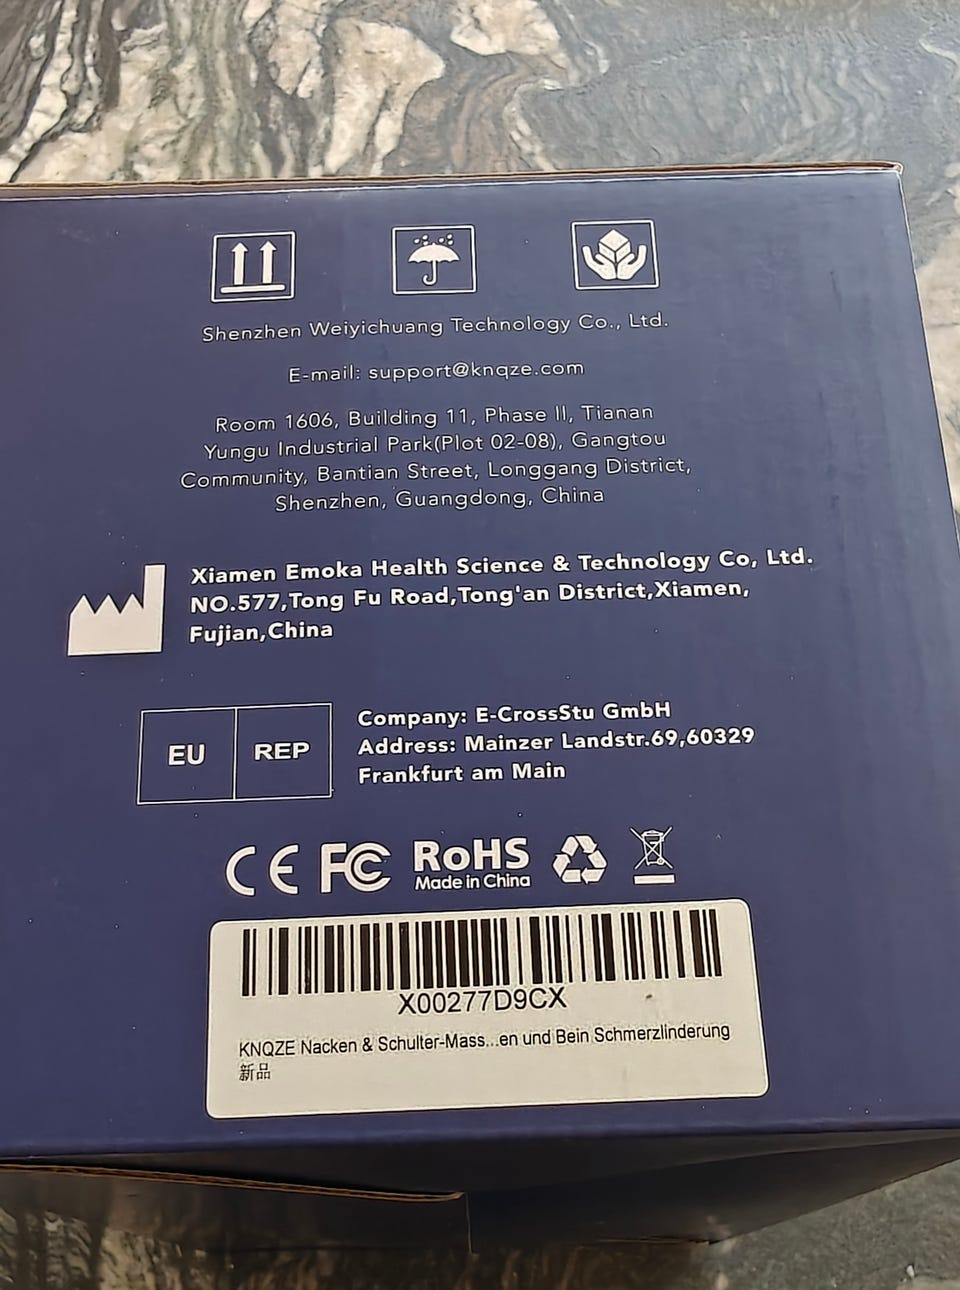 Shenzhen Weiyichuang Technology Co., Ltd.
E-mail: support@knqze.com
Room 1606, Building 11, Phase II, Tianan
Yungu Industrial Park(Plot 02-08), Gangtou
Community, Bantian Street, Longgang District,
Shenzhen, Guangdong, China
Xiamen Emoka Health Science & Technology Co, Ltd.
NO.577,Tong Fu Road,Tong'an District,Xiamen,
Fujian,China
EU REP
Company: E-CrossStu GmbH
Address: Mainzer Landstr.69,60329
Frankfurt am Main
CE FC RoHS
Made in China
X00277D9CX
KNQZE Nacken & Schulter-Mass...en und Bein Schmerzlinderung
新品